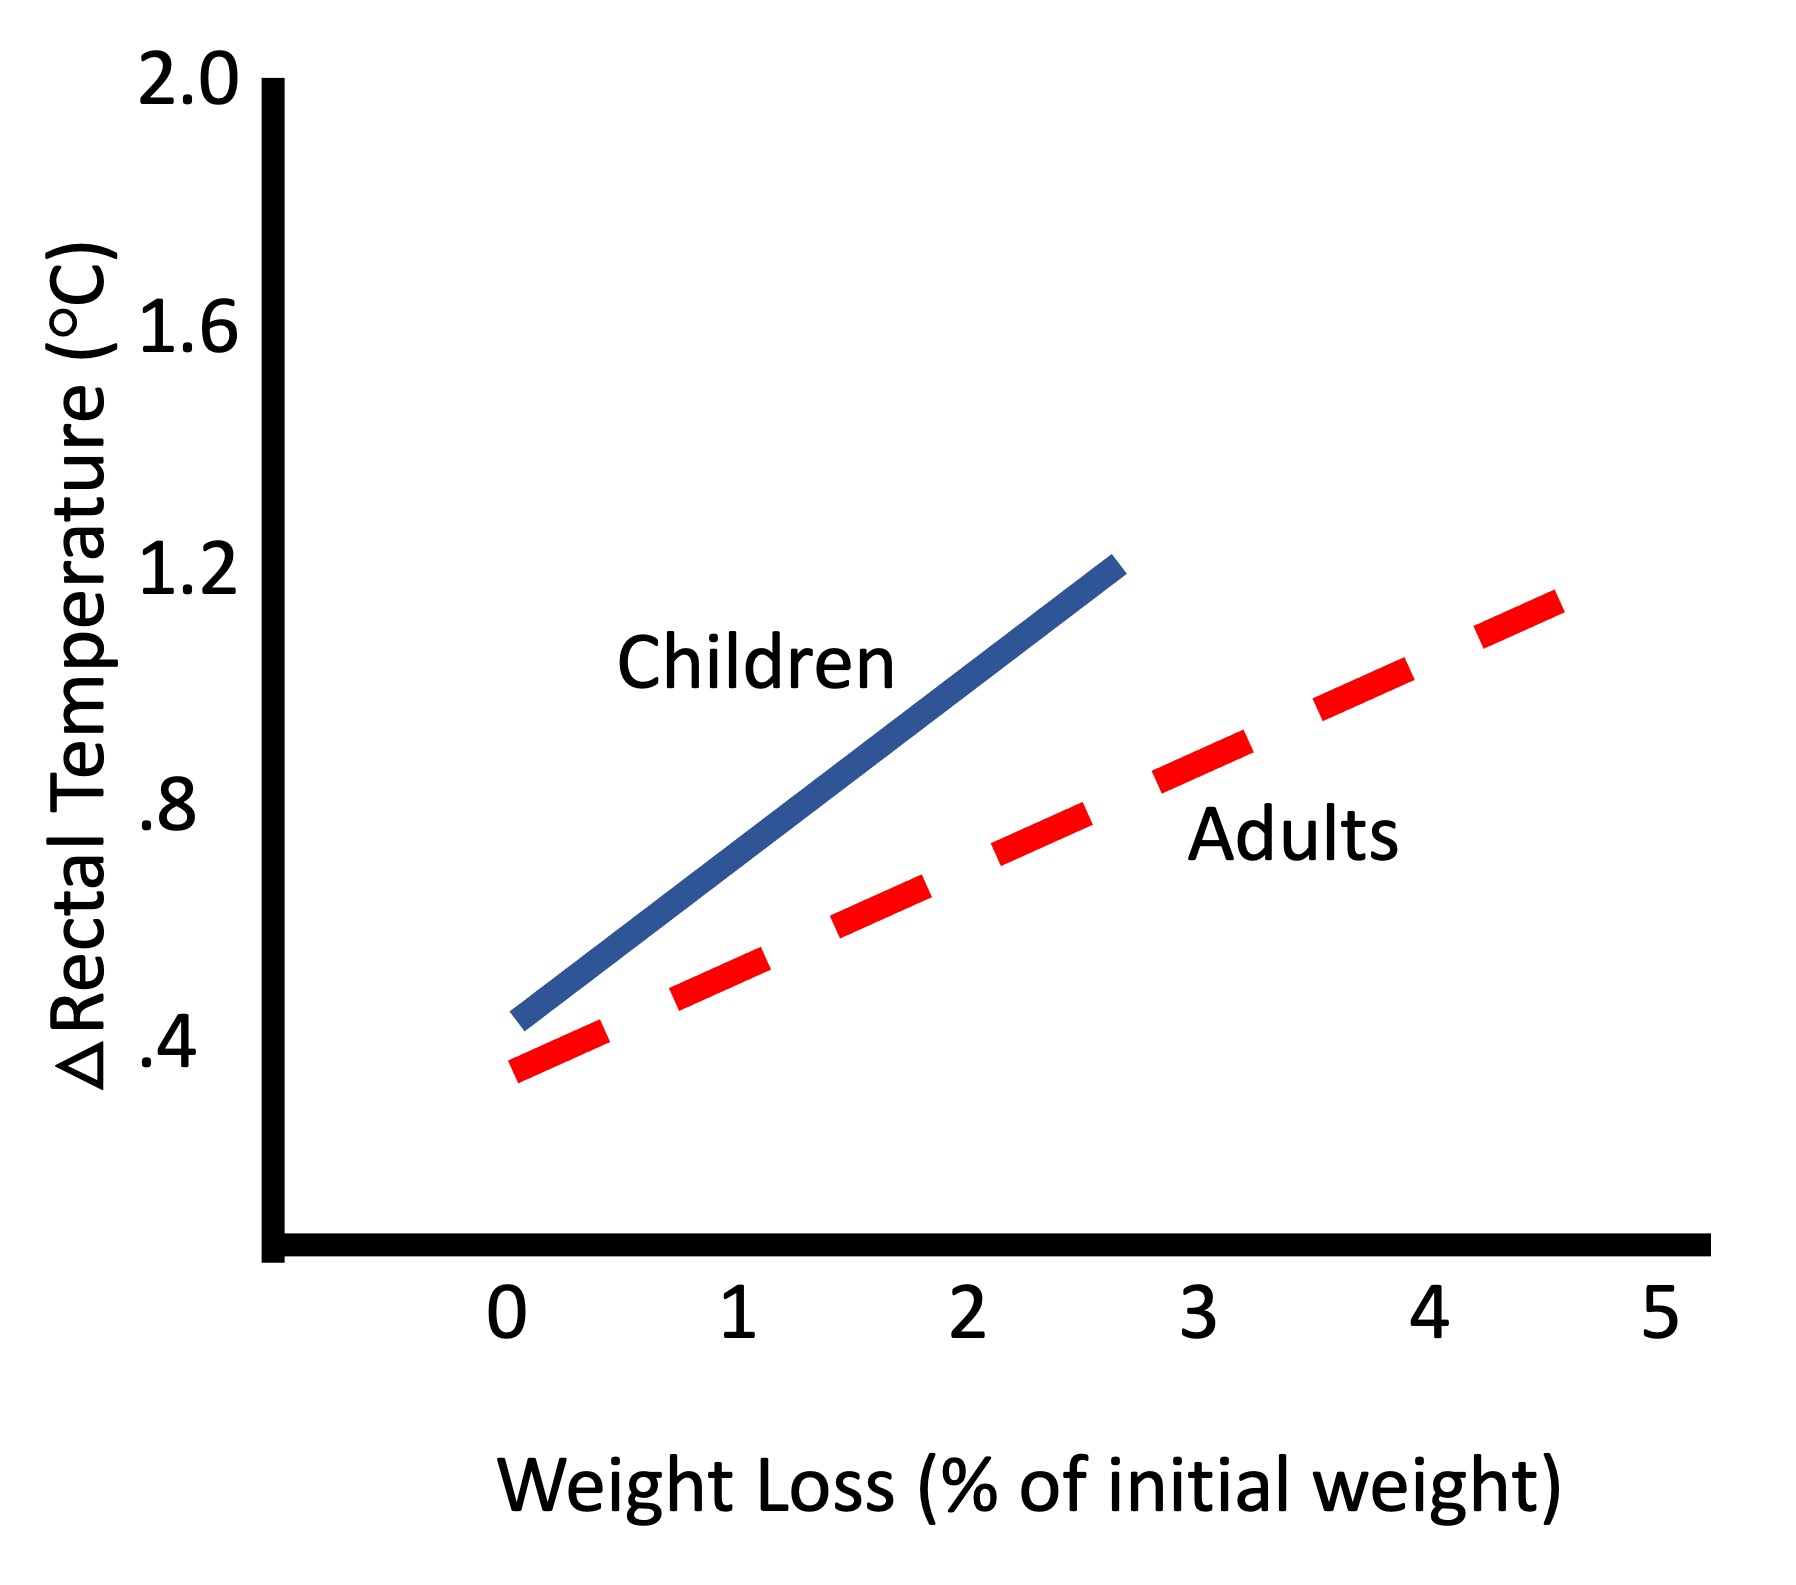 2.0
1.6
1.2
.8
.4
ΔRectal Temperature (°C)
Children
Adults
0 1 2 3 4 5
Weight Loss (% of initial weight)